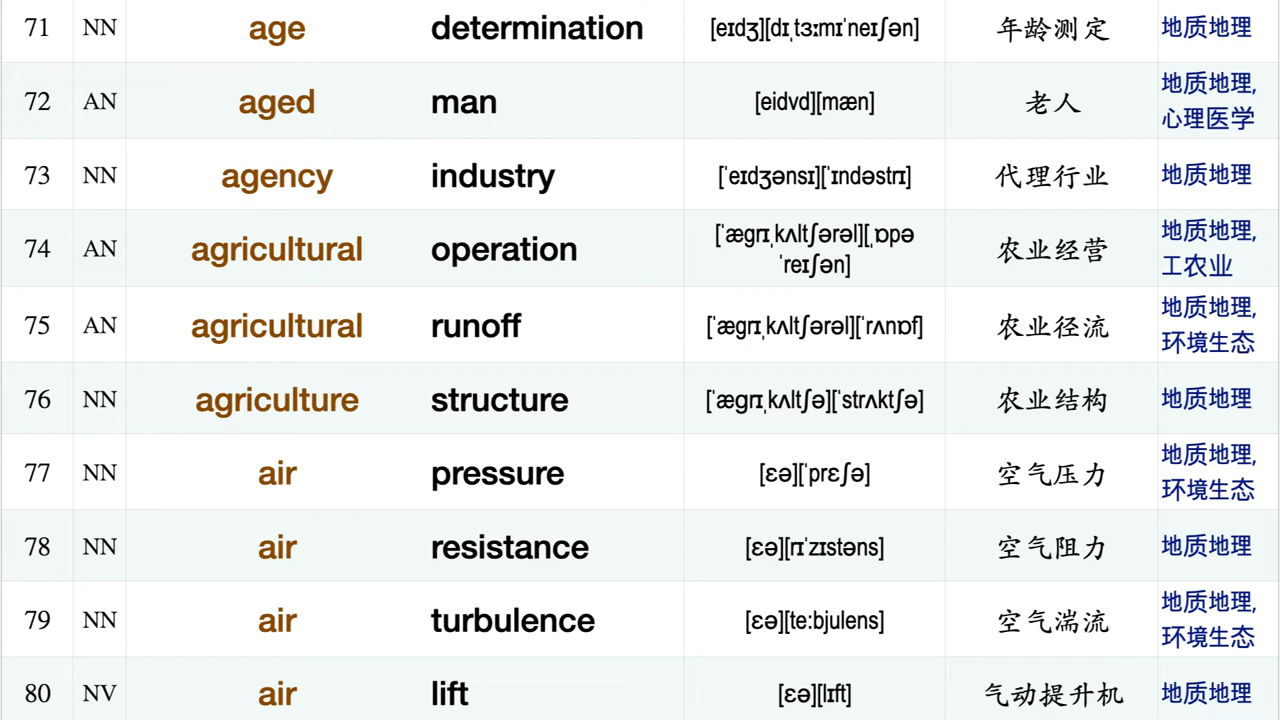 71 NN age determination [eɪdʒ][dɪˌtɜːmɪˈneɪʃən] 年龄测定 地质地理
72 AN aged man [eidvd][mæn] 老人 地质地理,
心理医学
73 NN agency industry [ˈeɪdʒənsɪ][ˈɪndəstrɪ] 代理行业 地质地理
74 AN agricultural operation [ˈægrɪˌkʌltʃərəl][ˌɒpə
ˈreɪʃən] 农业经营 地质地理,
工农业
75 AN agricultural runoff [ˈægrɪˌkʌltʃərəl][ˈrʌnɒf] 农业径流 地质地理,
环境生态
76 NN agriculture structure [ˈægrɪˌkʌltʃə][ˈstrʌktʃə] 农业结构 地质地理
77 NN air pressure [ɛə][ˈprɛʃə] 空气压力 地质地理,
环境生态
78 NN air resistance [ɛə][rɪˈzɪstəns] 空气阻力 地质地理
79 NN air turbulence [ɛə][te:bjulens] 空气湍流 地质地理,
环境生态
80 NV air lift [ɛə][lɪft] 气动提升机 地质地理